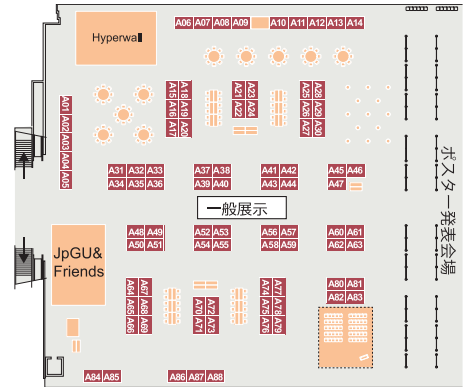 A06 A07 A08 A09 A10 A11 A12 A13 A14
Hyperwall
A01
A02
A03
A04
A05
A15 A18
A16 A19
A17 A20
A21 A23
A22 A24
A25 A28
A26 A29
A27 A30
A31 A32 A33
A34 A35 A36
A37 A38
A39 A40
A41 A42
A43 A44
A45 A46
A47
ポスター発表会場
一般展示
A48 A49
A50 A51
A52 A53
A54 A55
A56 A57
A58 A59
A60 A61
A62 A63
JpGU&
Friends
A64 A67
A65 A68
A66 A69
A70 A72
A71 A73
A74 A77
A75 A78
A76 A79
A80 A81
A82 A83
A84 A85
A86 A87 A88